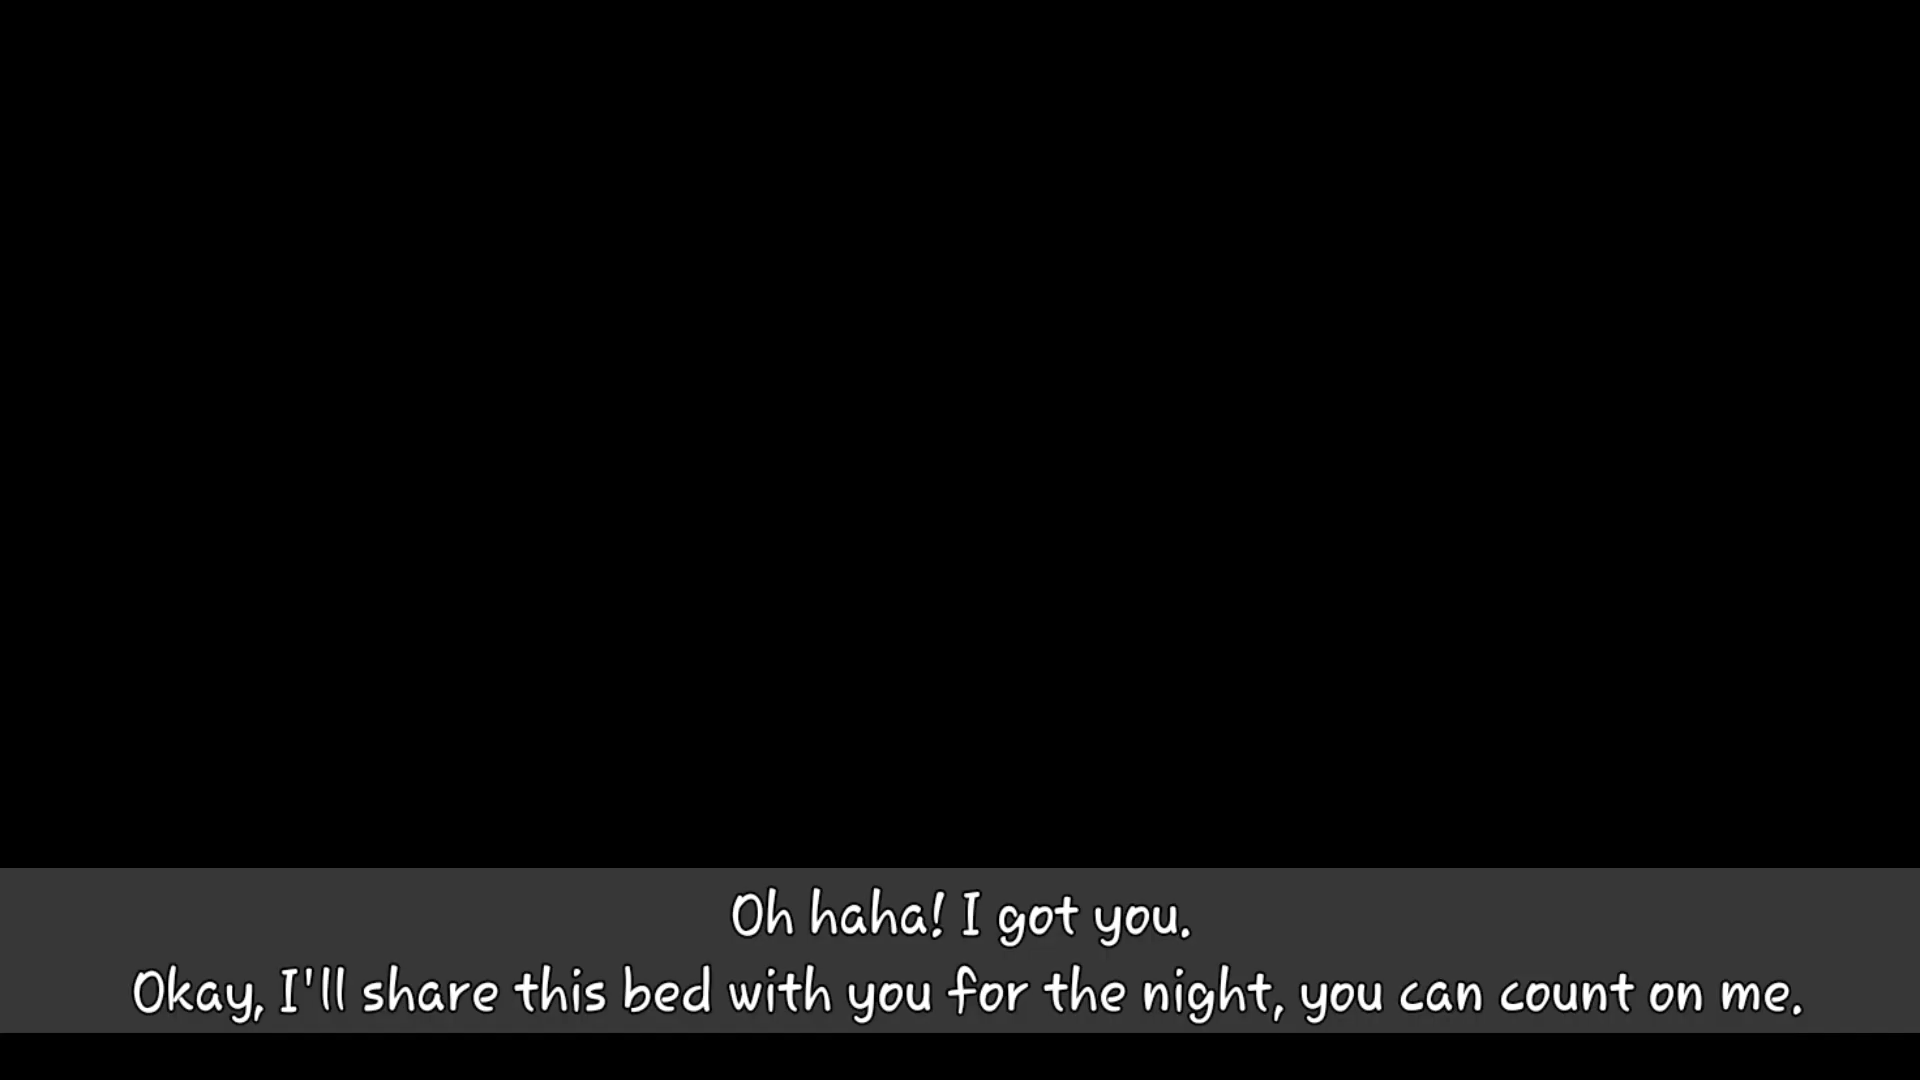 Oh haha! I got you.
Okay, I'll share this bed with you for the night, you can count on me.